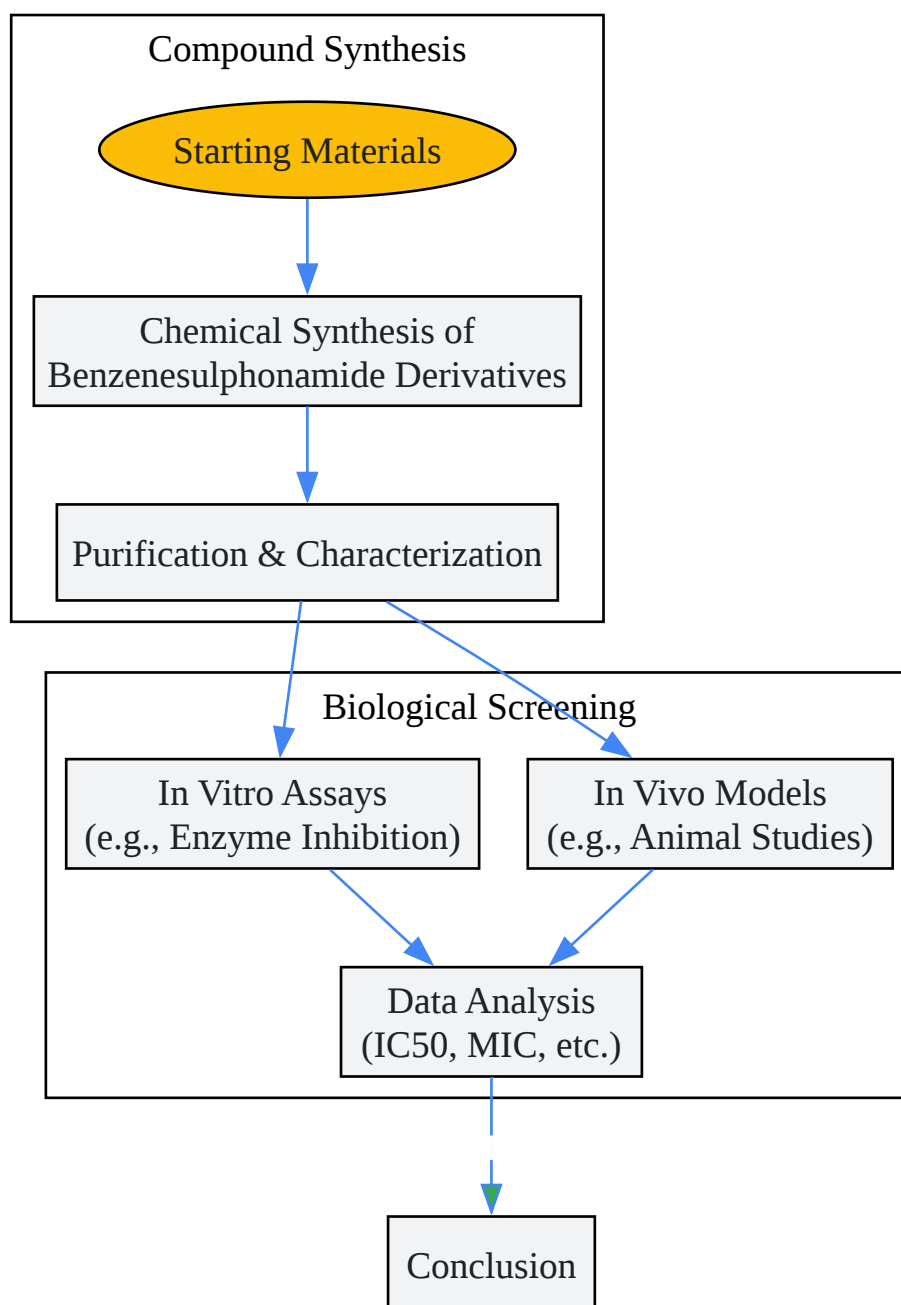 Compound Synthesis
Starting Materials
Chemical Synthesis of
Benzenesulphonamide Derivatives
Purification & Characterization
Biological Screening
In Vitro Assays
(e.g., Enzyme Inhibition)
In Vivo Models
(e.g., Animal Studies)
Data Analysis
(IC50, MIC, etc.)
Conclusion